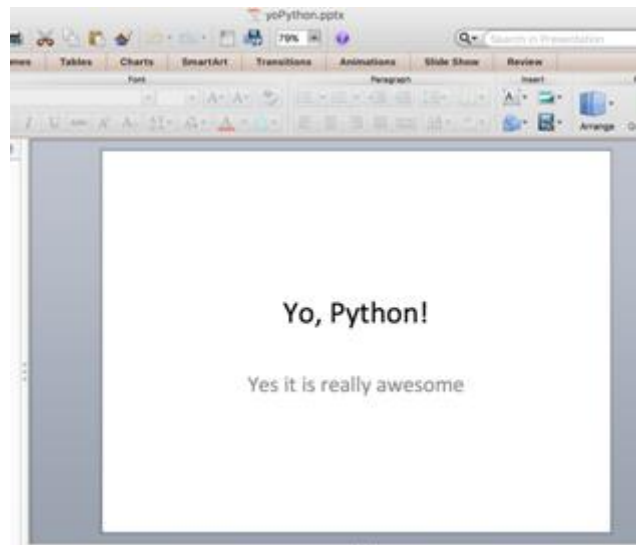 yoPython.pptx
79%
Search in Presentation
Tables Charts SmartArt Transitions Animations Slide Show Review
Font Paragraph Insert
Arrange
Yo, Python!
Yes it is really awesome